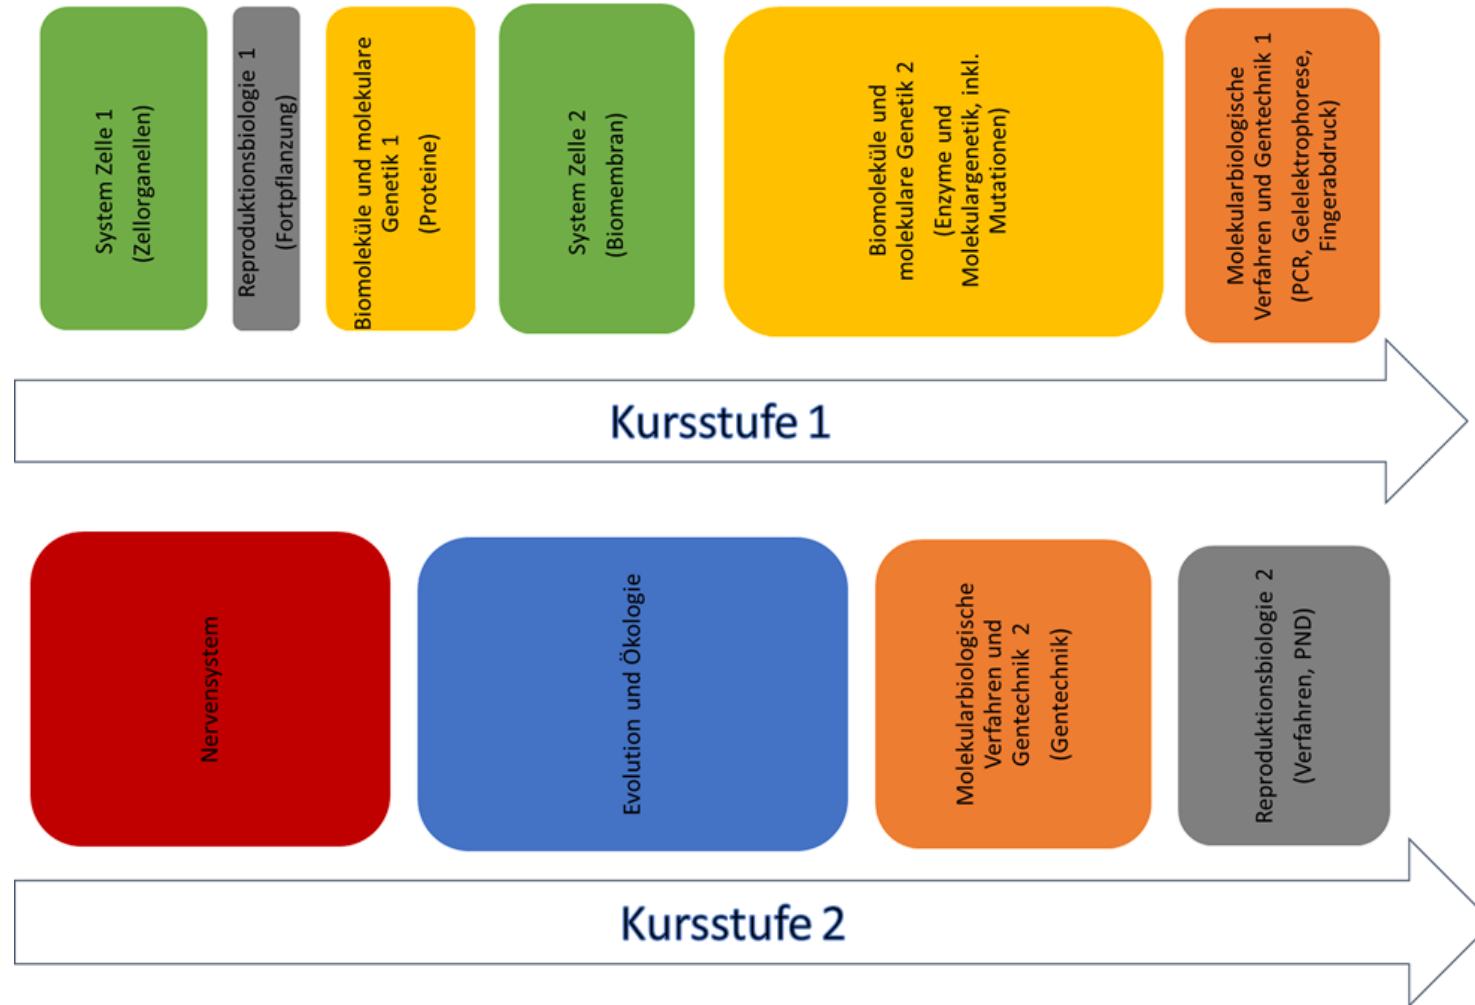 System Zelle 1
(Zellorganellen)
Reproduktionsbiologie 1
(Fortpflanzung)
Biomoleküle und molekulare
Genetik 1
(Proteine)
System Zelle 2
(Biomembran)
Biomoleküle und
molekulare Genetik 2
(Enzyme und
Molekulargenetik, inkl.
Mutationen)
Molekularbiologische
Verfahren und Gentechnik 1
(PCR, Gelelektrophorese,
Fingerabdruck)
Kursstufe 1
Nervensystem
Evolution und Ökologie
Molekularbiologische
Verfahren und
Gentechnik 2
(Gentechnik)
Reproduktionsbiologie 2
(Verfahren, PND)
Kursstufe 2